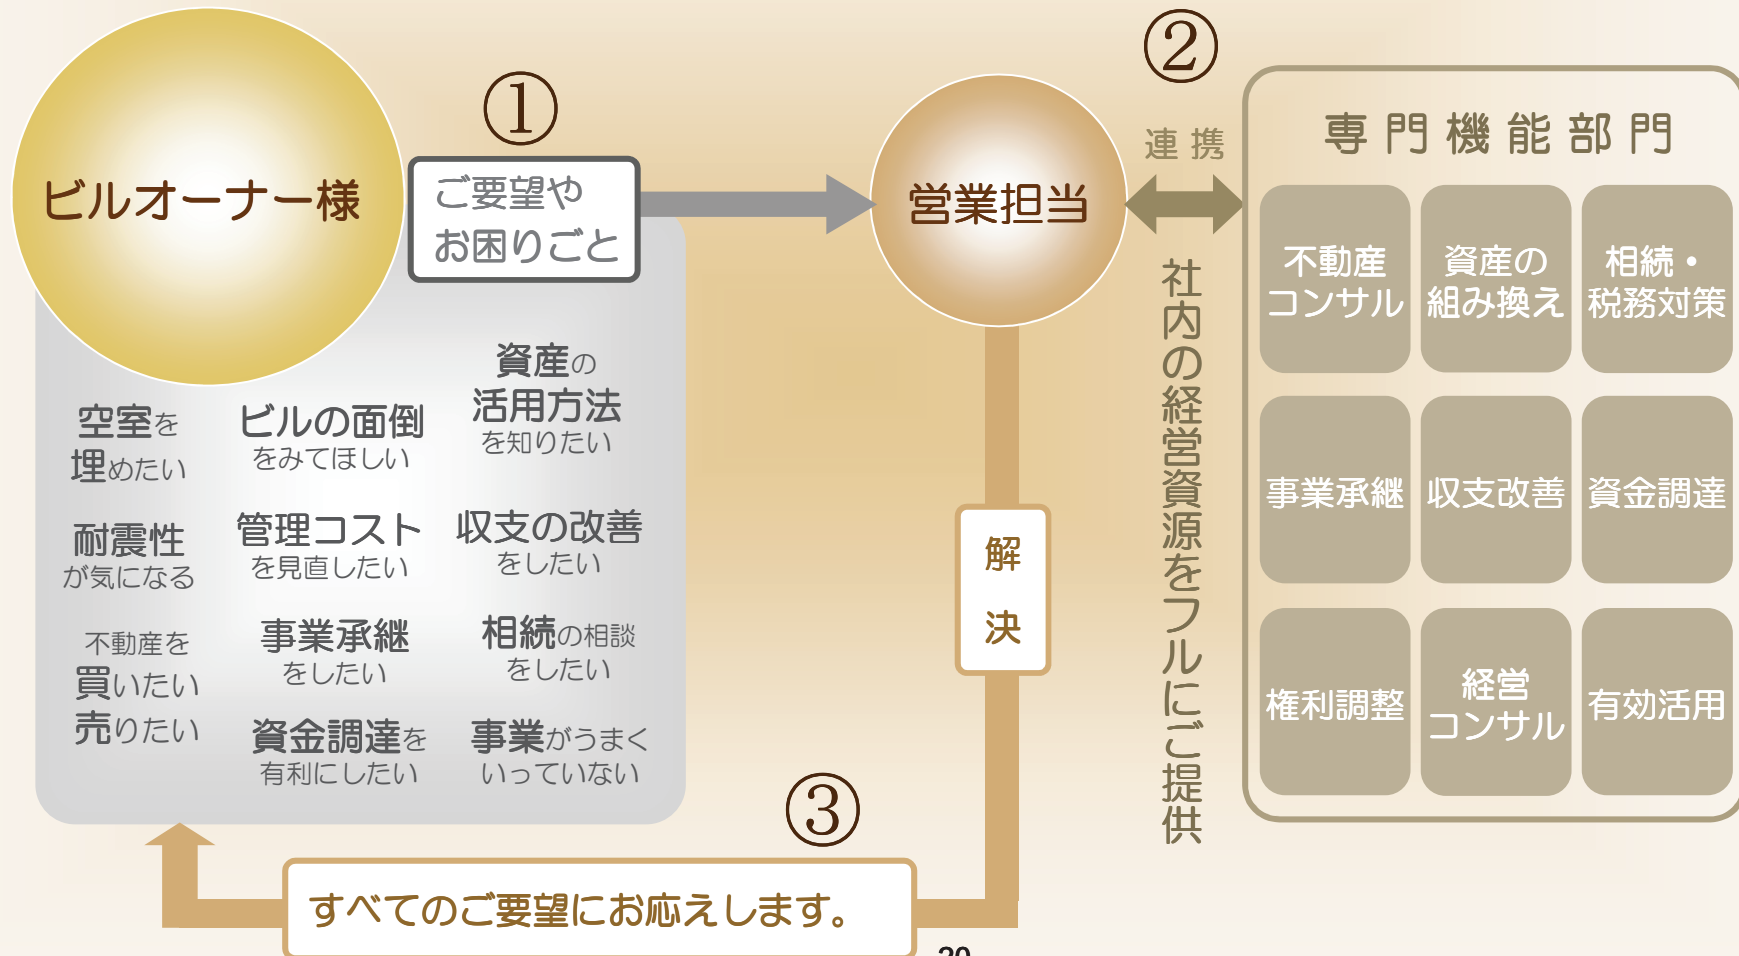 ビルオーナー様
①
ご要望や
お困りごと
空室を
埋めたい
ビルの面倒
をみてほしい
資産の
活用方法
を知りたい
耐震性
が気になる
管理コスト
を見直したい
収支の改善
をしたい
不動産を
買いたい
売りたい
事業承継
をしたい
相続の相談
をしたい
資金調達を
有利にしたい
事業がうまく
いっていない
営業担当
②
連携
社内の経営資源をフルにご提供
専門機能部門
不動産
コンサル
資産の
組み換え
相続・
税務対策
事業承継
収支改善
資金調達
権利調整
経営
コンサル
有効活用
解
決
③
すべてのご要望にお応えします。